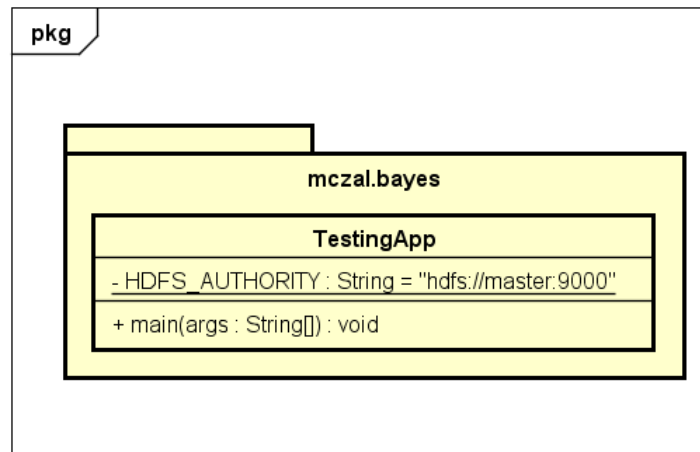 pkg
mczal.bayes
TestingApp
- HDFS_AUTHORITY : String = "hdfs://master:9000"
+ main(args : String[]) : void